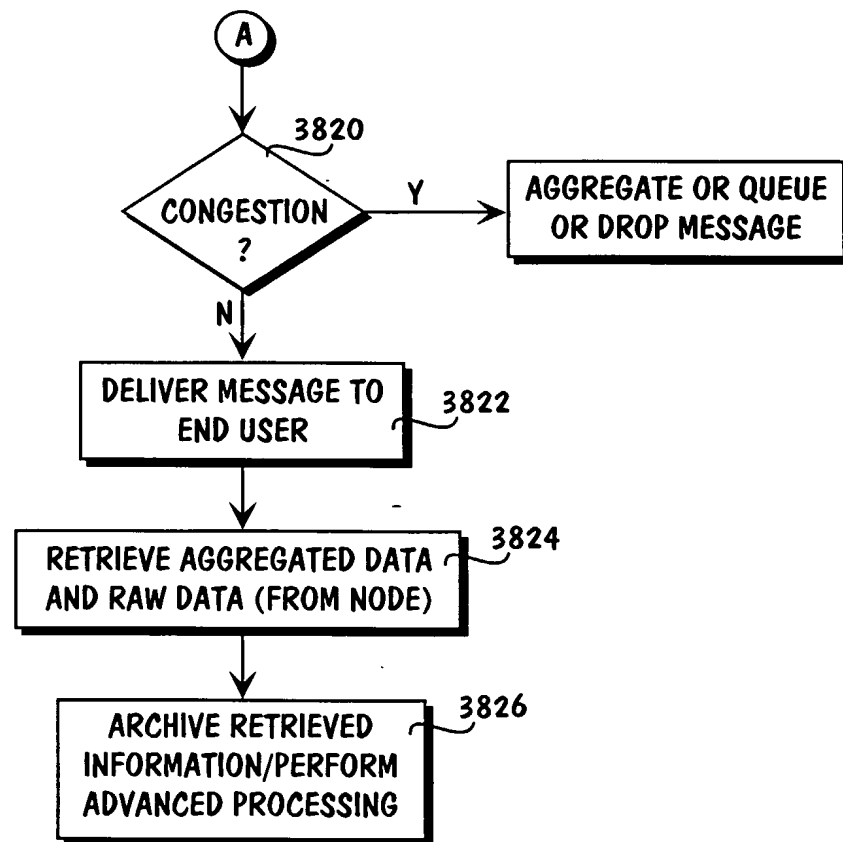 A
3820
CONGESTION
?
Y
AGGREGATE OR QUEUE
OR DROP MESSAGE
N
DELIVER MESSAGE TO
END USER
3822
RETRIEVE AGGREGATED DATA
AND RAW DATA (FROM NODE)
3824
ARCHIVE RETRIEVED
INFORMATION/PERFORM
ADVANCED PROCESSING
3826